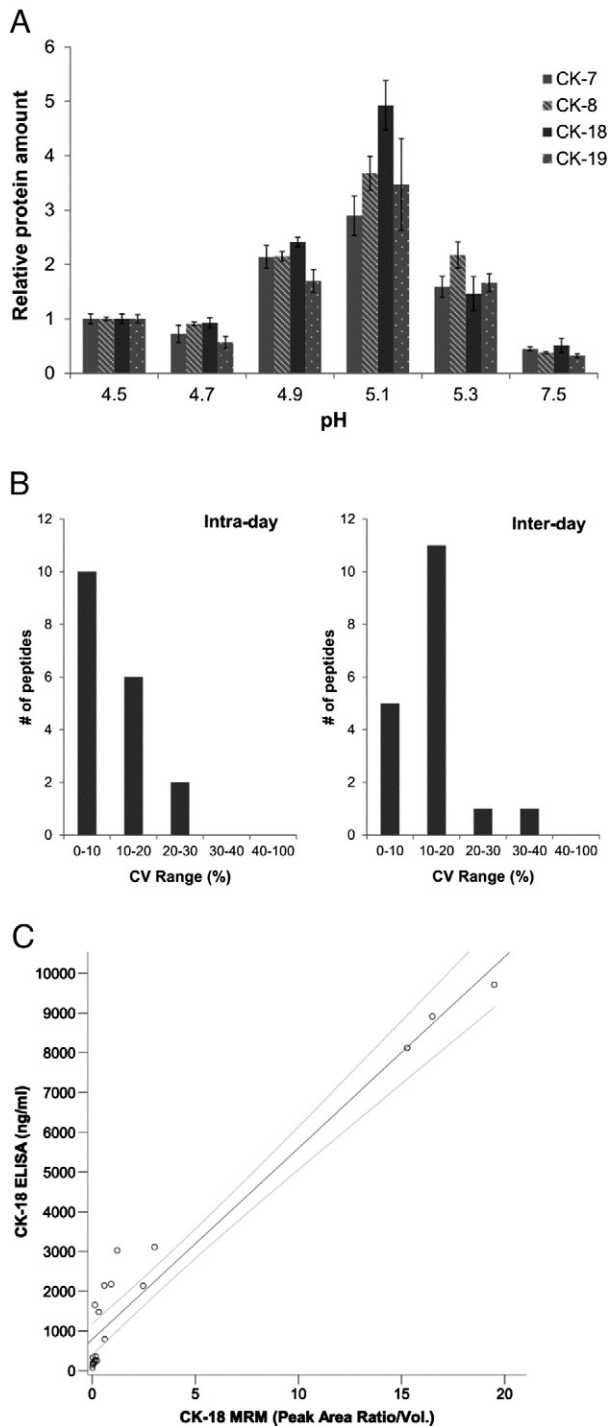 A
Relative protein amount
6
5
4
3
2
1
0
CK-7
CK-8
CK-18
CK-19
4.5 4.7 4.9 5.1 5.3 7.5
pH
B
Intra-day
# of peptides
12
10
8
6
4
2
0
0-10 10-20 20-30 30-40 40-100
CV Range (%)
Inter-day
# of peptides
12
10
8
6
4
2
0
0-10 10-20 20-30 30-40 40-100
CV Range (%)
C
CK-18 ELISA (ng/ml)
10000
9000
8000
7000
6000
5000
4000
3000
2000
1000
0
0 5 10 15 20
CK-18 MRM (Peak Area Ratio/Vol.)